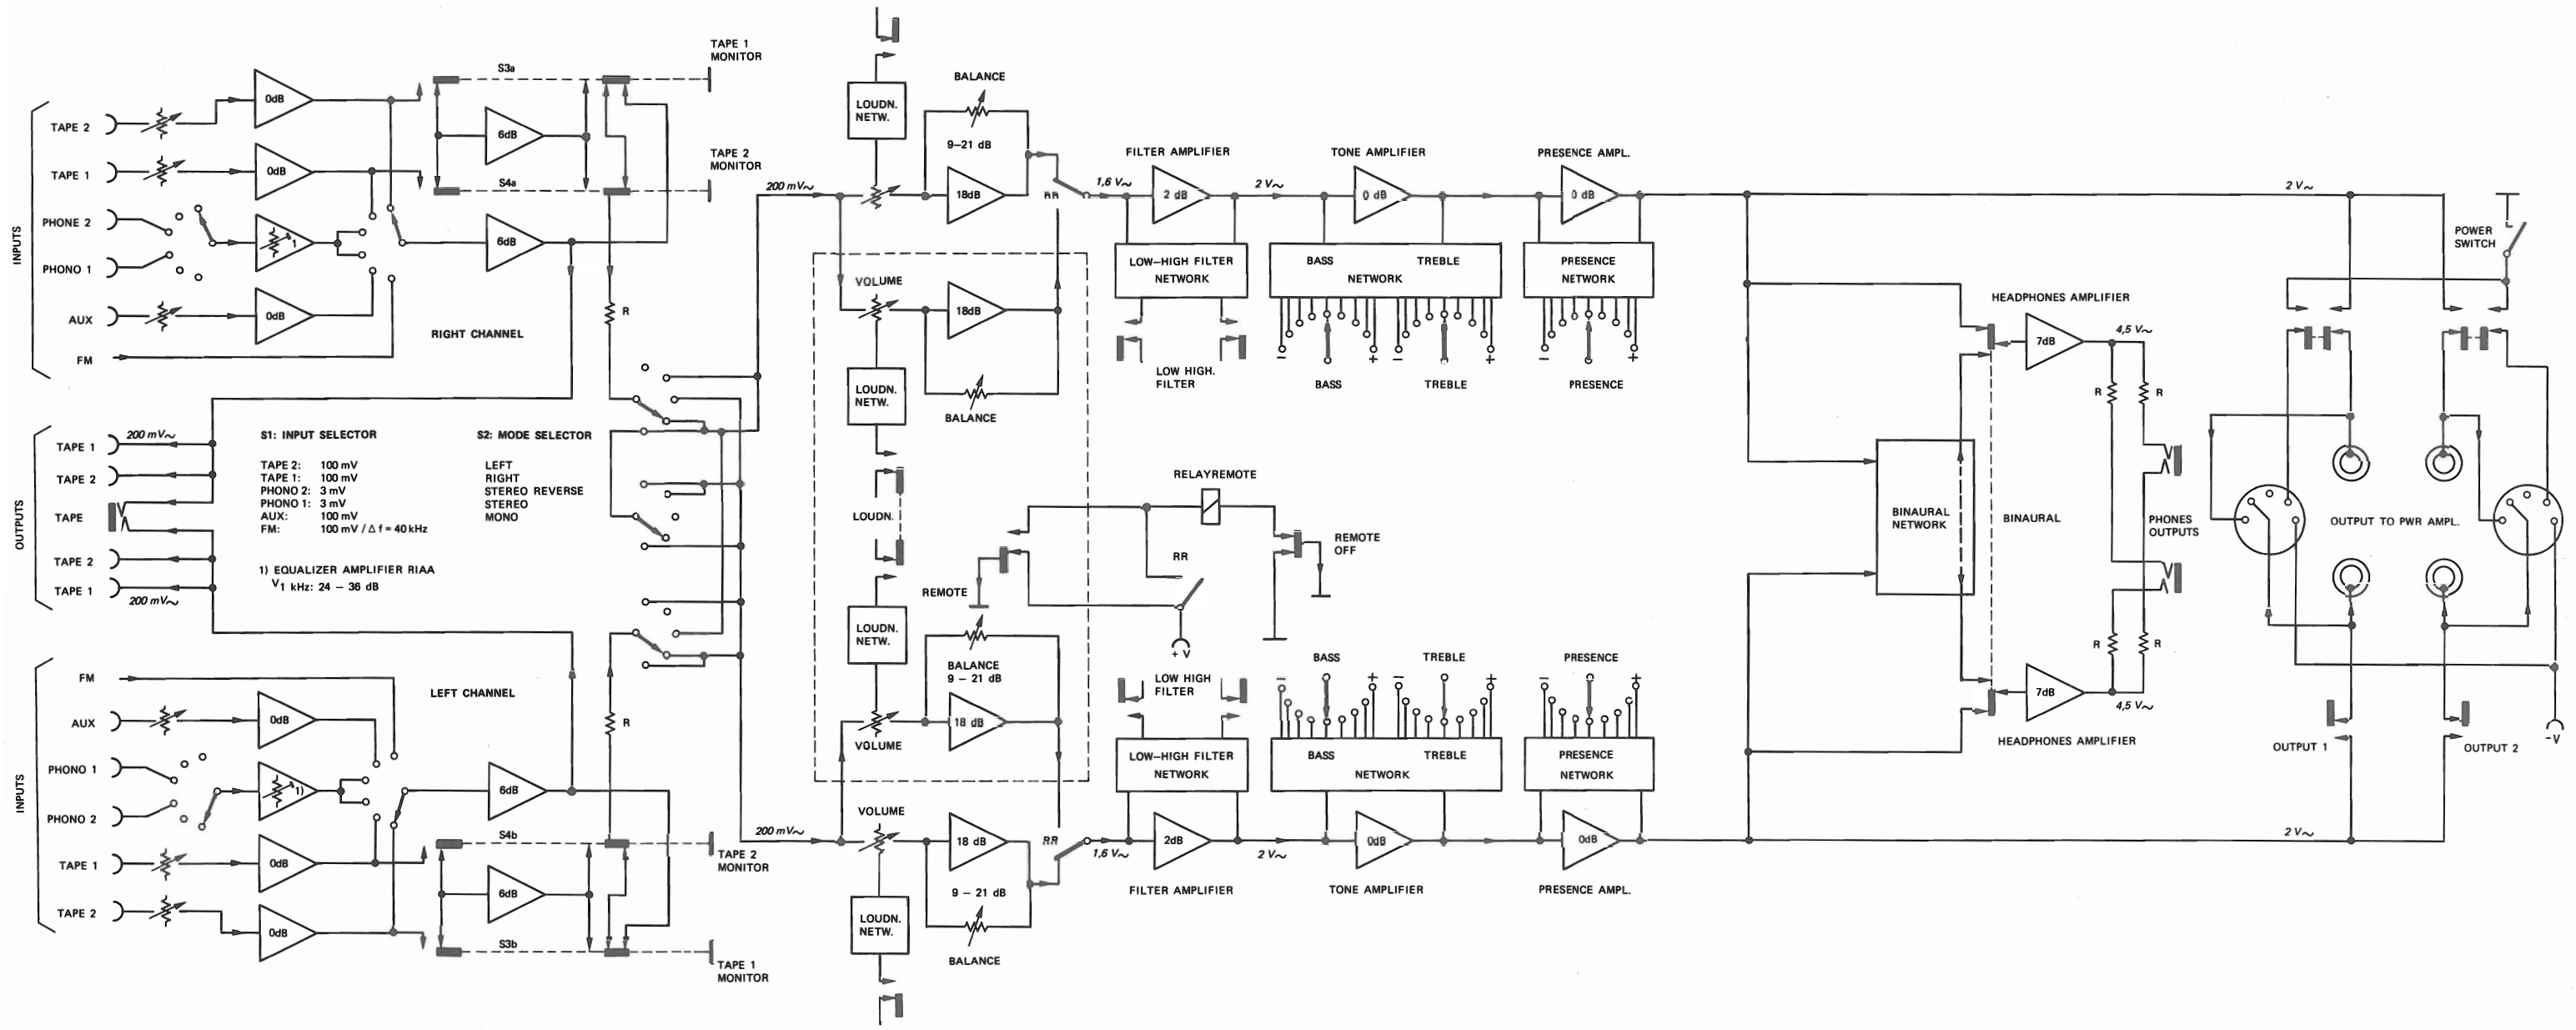 INPUTS
TAPE 2
TAPE 1
PHONE 2
PHONO 1
AUX
FM
0dB
0dB
1
0dB
RIGHT CHANNEL
S3a
6dB
S4a
6dB
TAPE 1
MONITOR
TAPE 2
MONITOR
R
OUTPUTS
TAPE 1
TAPE 2
TAPE
TAPE 2
TAPE 1
200 mV~
200 mV~
S1: INPUT SELECTOR
TAPE 2: 100 mV
TAPE 1: 100 mV
PHONO 2: 3 mV
PHONO 1: 3 mV
AUX: 100 mV
FM: 100 mV / Δ f = 40 kHz
1) EQUALIZER AMPLIFIER RIAA
V1 kHz: 24 – 36 dB
S2: MODE SELECTOR
LEFT
RIGHT
STEREO REVERSE
STEREO
MONO
INPUTS
FM
AUX
PHONO 1
PHONO 2
TAPE 1
TAPE 2
LEFT CHANNEL
0dB
1)
0dB
0dB
6dB
S4b
6dB
S3b
R
TAPE 2
MONITOR
TAPE 1
MONITOR
200 mV~
LOUDN.
NETW.
BALANCE
9–21 dB
18dB
RR
1,6 V~
VOLUME
18dB
LOUDN.
NETW.
BALANCE
LOUDN.
LOUDN.
NETW.
REMOTE
RELAYREMOTE
RR
+ V
REMOTE
OFF
BALANCE
9 – 21 dB
18 dB
VOLUME
200 mV~
VOLUME
18 dB
RR
1,6 V~
9 – 21 dB
LOUDN.
NETW.
BALANCE
FILTER AMPLIFIER
2 dB
2 V~
LOW–HIGH FILTER
NETWORK
LOW HIGH.
FILTER
TONE AMPLIFIER
0 dB
BASS TREBLE
NETWORK
– + – +
BASS
TREBLE
PRESENCE AMPL.
0 dB
PRESENCE
NETWORK
– +
PRESENCE
2 V~
BASS
TREBLE
PRESENCE
– + – +
– +
LOW HIGH
FILTER
LOW–HIGH FILTER
NETWORK
BASS TREBLE
NETWORK
PRESENCE
NETWORK
2dB
2 V~
0dB
0dB
2 V~
FILTER AMPLIFIER
TONE AMPLIFIER
PRESENCE AMPL.
HEADPHONES AMPLIFIER
7dB
4,5 V~
R
R
BINAURAL
NETWORK
BINAURAL
PHONES
OUTPUTS
R
R
7dB
4,5 V~
HEADPHONES AMPLIFIER
POWER
SWITCH
OUTPUT TO PWR AMPL.
OUTPUT 1
OUTPUT 2
–V